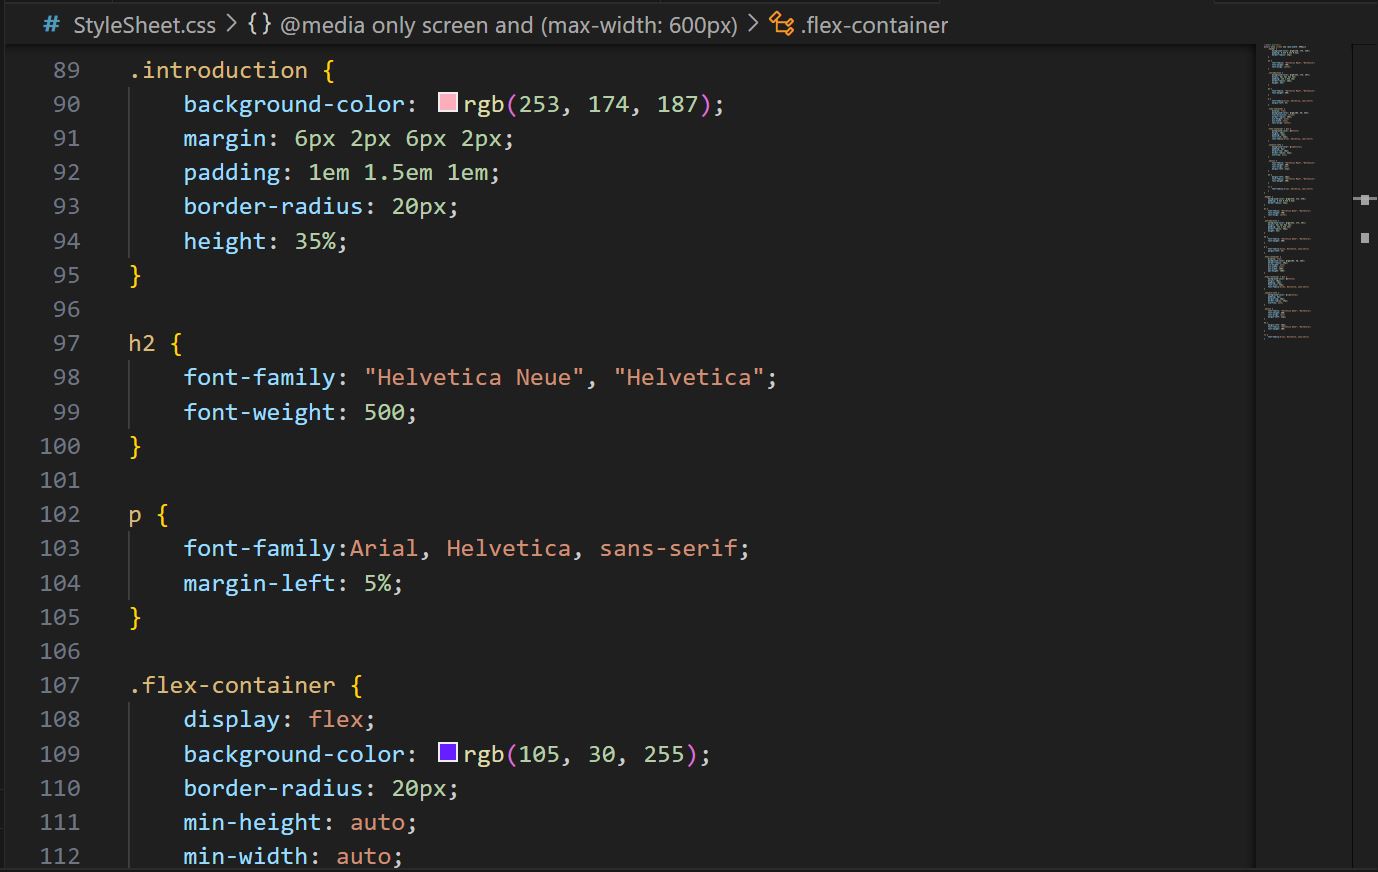 # StyleSheet.css > {} @media only screen and (max-width: 600px) > .flex-container
89 .introduction {
90 background-color: rgb(253, 174, 187);
91 margin: 6px 2px 6px 2px;
92 padding: 1em 1.5em 1em;
93 border-radius: 20px;
94 height: 35%;
95 }
96
97 h2 {
98 font-family: "Helvetica Neue", "Helvetica";
99 font-weight: 500;
100 }
101
102 p {
103 font-family:Arial, Helvetica, sans-serif;
104 margin-left: 5%;
105 }
106
107 .flex-container {
108 display: flex;
109 background-color: rgb(105, 30, 255);
110 border-radius: 20px;
111 min-height: auto;
112 min-width: auto;